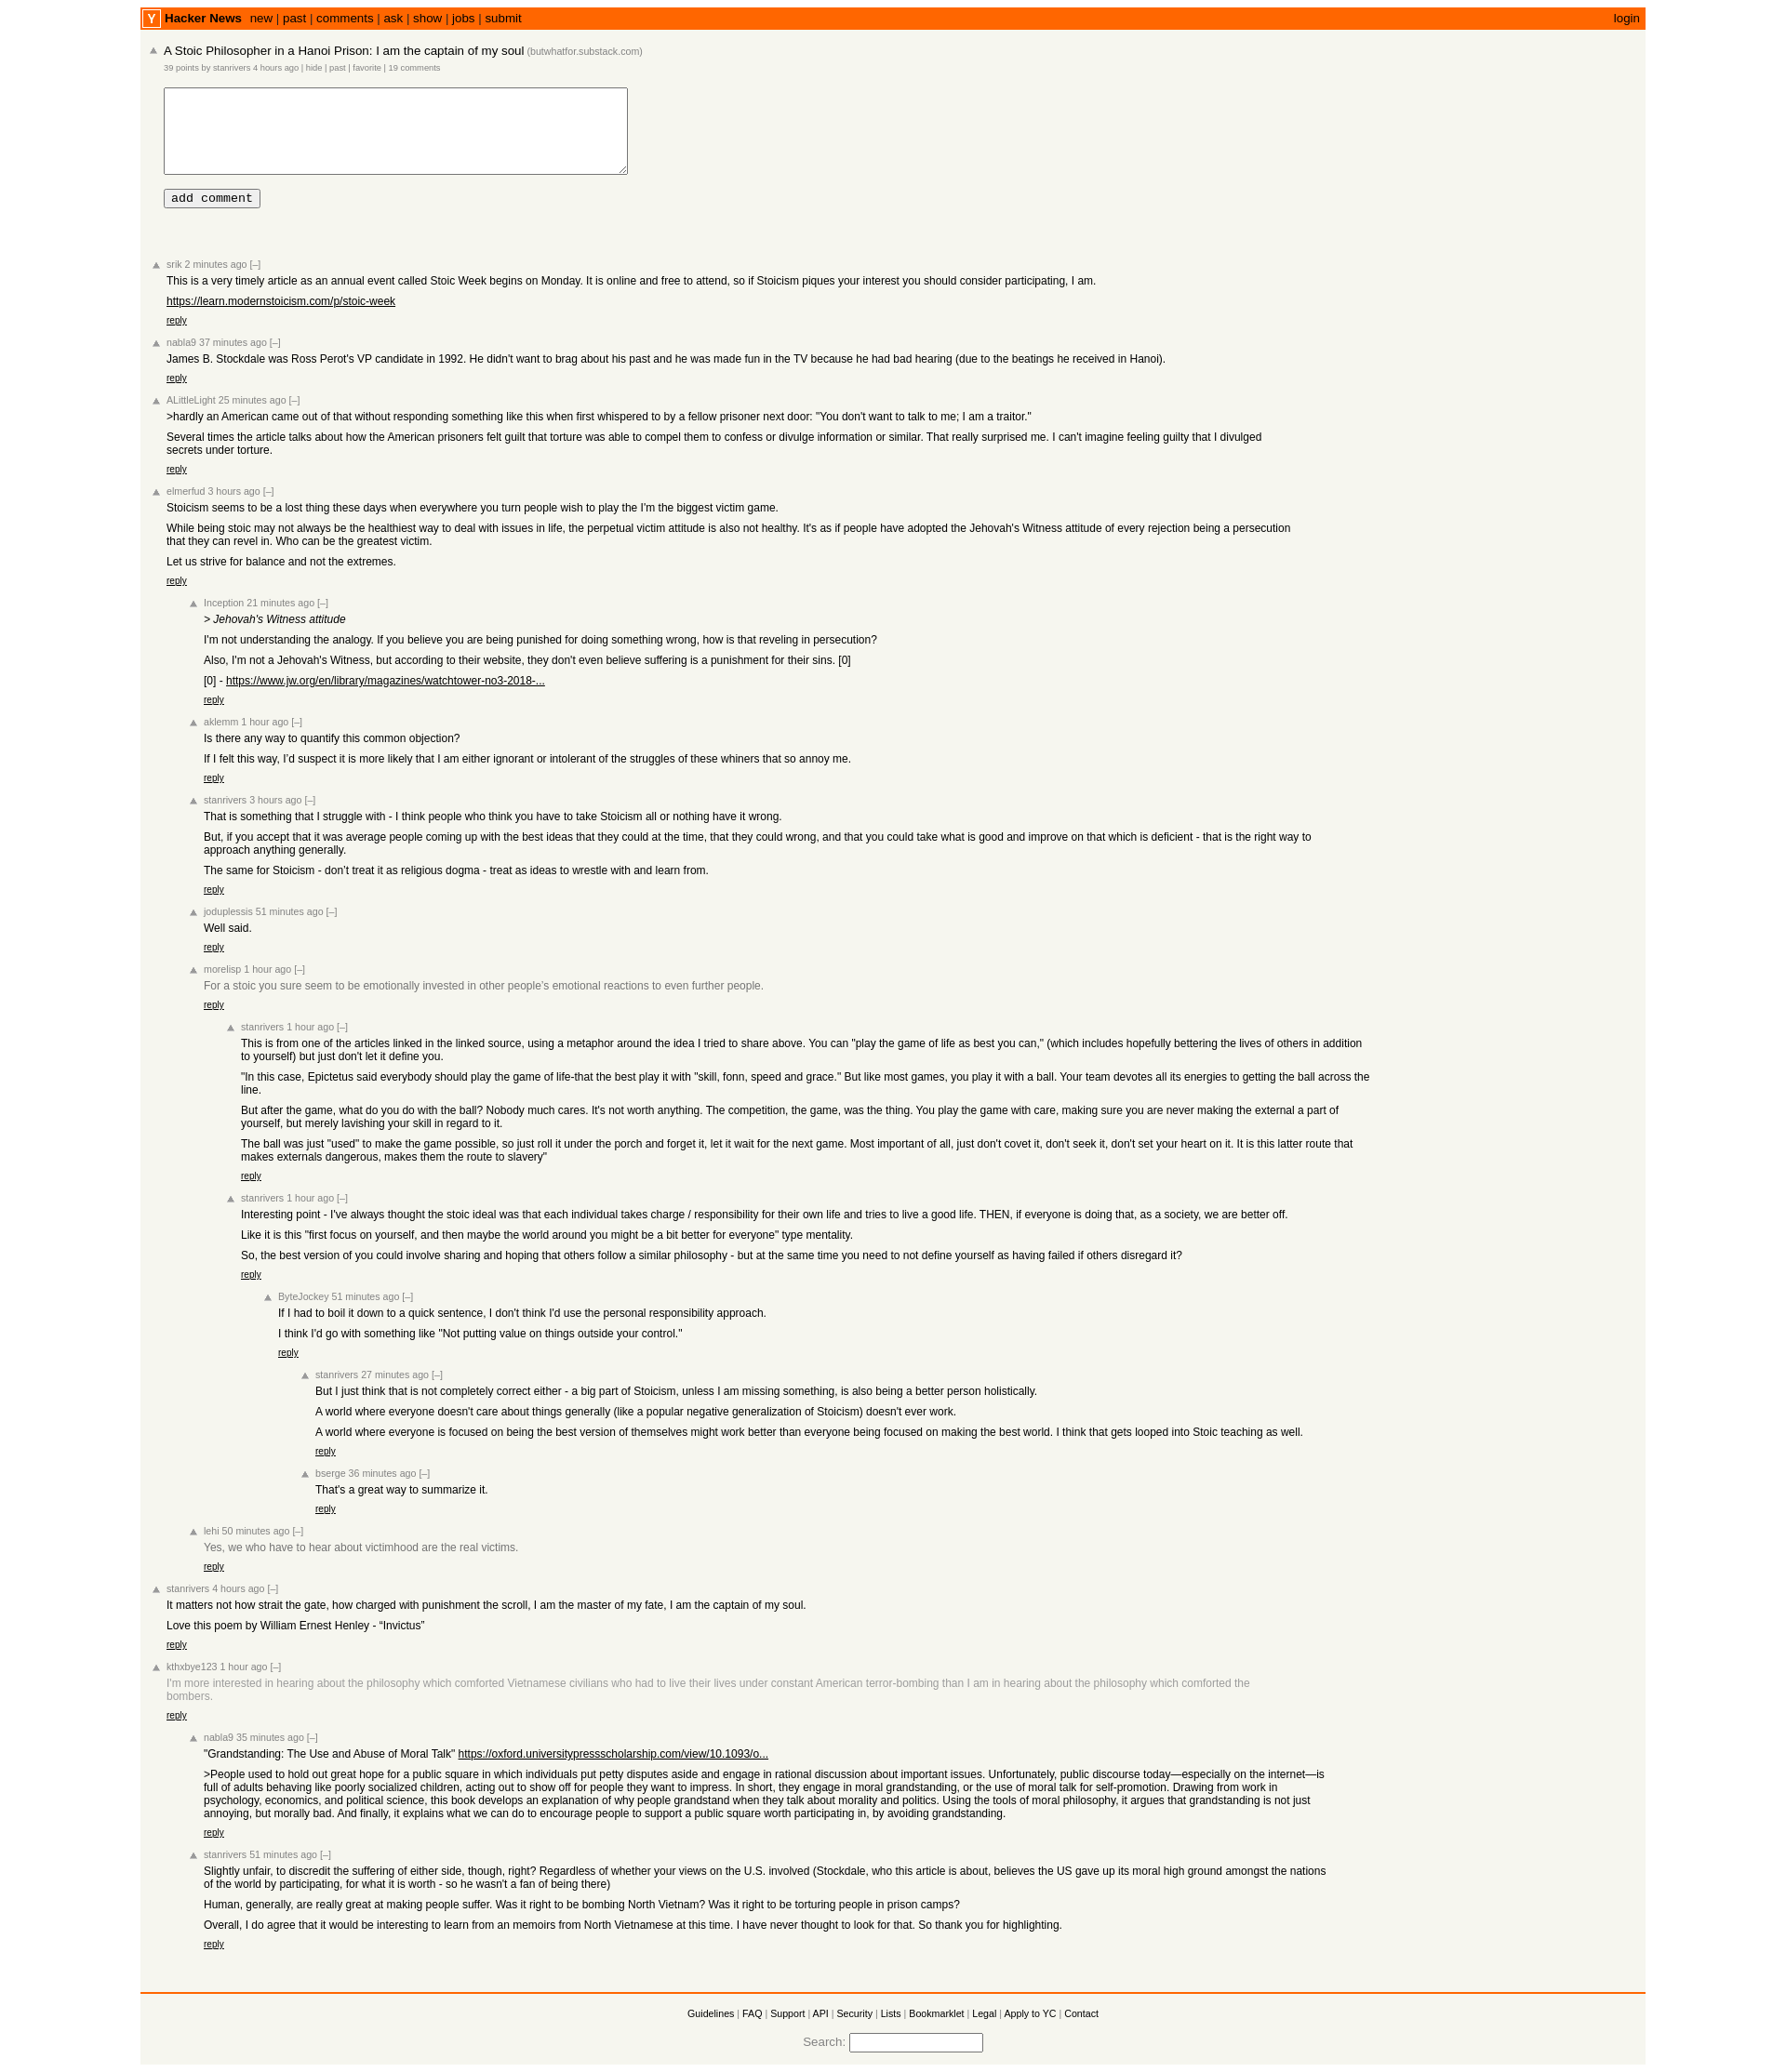 Y Hacker News new | past | comments | ask | show | jobs | submit login
A Stoic Philosopher in a Hanoi Prison: I am the captain of my soul (butwhatfor.substack.com)
39 points by stanrivers 4 hours ago | hide | past | favorite | 19 comments
add comment
srik 2 minutes ago [–]
This is a very timely article as an annual event called Stoic Week begins on Monday. It is online and free to attend, so if Stoicism piques your interest you should consider participating, I am.
https://learn.modernstoicism.com/p/stoic-week
reply
nabla9 37 minutes ago [–]
James B. Stockdale was Ross Perot's VP candidate in 1992. He didn't want to brag about his past and he was made fun in the TV because he had bad hearing (due to the beatings he received in Hanoi).
reply
ALittleLight 25 minutes ago [–]
>hardly an American came out of that without responding something like this when first whispered to by a fellow prisoner next door: "You don't want to talk to me; I am a traitor."
Several times the article talks about how the American prisoners felt guilt that torture was able to compel them to confess or divulge information or similar. That really surprised me. I can't imagine feeling guilty that I divulged
secrets under torture.
reply
elmerfud 3 hours ago [–]
Stoicism seems to be a lost thing these days when everywhere you turn people wish to play the I'm the biggest victim game.
While being stoic may not always be the healthiest way to deal with issues in life, the perpetual victim attitude is also not healthy. It's as if people have adopted the Jehovah's Witness attitude of every rejection being a persecution
that they can revel in. Who can be the greatest victim.
Let us strive for balance and not the extremes.
reply
Inception 21 minutes ago [–]
> Jehovah's Witness attitude
I'm not understanding the analogy. If you believe you are being punished for doing something wrong, how is that reveling in persecution?
Also, I'm not a Jehovah's Witness, but according to their website, they don't even believe suffering is a punishment for their sins. [0]
[0] - https://www.jw.org/en/library/magazines/watchtower-no3-2018-...
reply
aklemm 1 hour ago [–]
Is there any way to quantify this common objection?
If I felt this way, I’d suspect it is more likely that I am either ignorant or intolerant of the struggles of these whiners that so annoy me.
reply
stanrivers 3 hours ago [–]
That is something that I struggle with - I think people who think you have to take Stoicism all or nothing have it wrong.
But, if you accept that it was average people coming up with the best ideas that they could at the time, that they could wrong, and that you could take what is good and improve on that which is deficient - that is the right way to
approach anything generally.
The same for Stoicism - don’t treat it as religious dogma - treat as ideas to wrestle with and learn from.
reply
joduplessis 51 minutes ago [–]
Well said.
reply
morelisp 1 hour ago [–]
For a stoic you sure seem to be emotionally invested in other people’s emotional reactions to even further people.
reply
stanrivers 1 hour ago [–]
This is from one of the articles linked in the linked source, using a metaphor around the idea I tried to share above. You can "play the game of life as best you can," (which includes hopefully bettering the lives of others in addition
to yourself) but just don't let it define you.
"In this case, Epictetus said everybody should play the game of life-that the best play it with "skill, fonn, speed and grace." But like most games, you play it with a ball. Your team devotes all its energies to getting the ball across the
line.
But after the game, what do you do with the ball? Nobody much cares. It's not worth anything. The competition, the game, was the thing. You play the game with care, making sure you are never making the external a part of
yourself, but merely lavishing your skill in regard to it.
The ball was just "used" to make the game possible, so just roll it under the porch and forget it, let it wait for the next game. Most important of all, just don't covet it, don't seek it, don't set your heart on it. It is this latter route that
makes externals dangerous, makes them the route to slavery"
reply
stanrivers 1 hour ago [–]
Interesting point - I've always thought the stoic ideal was that each individual takes charge / responsibility for their own life and tries to live a good life. THEN, if everyone is doing that, as a society, we are better off.
Like it is this "first focus on yourself, and then maybe the world around you might be a bit better for everyone" type mentality.
So, the best version of you could involve sharing and hoping that others follow a similar philosophy - but at the same time you need to not define yourself as having failed if others disregard it?
reply
ByteJockey 51 minutes ago [–]
If I had to boil it down to a quick sentence, I don't think I'd use the personal responsibility approach.
I think I'd go with something like "Not putting value on things outside your control."
reply
stanrivers 27 minutes ago [–]
But I just think that is not completely correct either - a big part of Stoicism, unless I am missing something, is also being a better person holistically.
A world where everyone doesn't care about things generally (like a popular negative generalization of Stoicism) doesn't ever work.
A world where everyone is focused on being the best version of themselves might work better than everyone being focused on making the best world. I think that gets looped into Stoic teaching as well.
reply
bserge 36 minutes ago [–]
That's a great way to summarize it.
reply
lehi 50 minutes ago [–]
Yes, we who have to hear about victimhood are the real victims.
reply
stanrivers 4 hours ago [–]
It matters not how strait the gate, how charged with punishment the scroll, I am the master of my fate, I am the captain of my soul.
Love this poem by William Ernest Henley - “Invictus”
reply
kthxbye123 1 hour ago [–]
I'm more interested in hearing about the philosophy which comforted Vietnamese civilians who had to live their lives under constant American terror-bombing than I am in hearing about the philosophy which comforted the
bombers.
reply
nabla9 35 minutes ago [–]
"Grandstanding: The Use and Abuse of Moral Talk" https://oxford.universitypressscholarship.com/view/10.1093/o...
>People used to hold out great hope for a public square in which individuals put petty disputes aside and engage in rational discussion about important issues. Unfortunately, public discourse today—especially on the internet—is
full of adults behaving like poorly socialized children, acting out to show off for people they want to impress. In short, they engage in moral grandstanding, or the use of moral talk for self-promotion. Drawing from work in
psychology, economics, and political science, this book develops an explanation of why people grandstand when they talk about morality and politics. Using the tools of moral philosophy, it argues that grandstanding is not just
annoying, but morally bad. And finally, it explains what we can do to encourage people to support a public square worth participating in, by avoiding grandstanding.
reply
stanrivers 51 minutes ago [–]
Slightly unfair, to discredit the suffering of either side, though, right? Regardless of whether your views on the U.S. involved (Stockdale, who this article is about, believes the US gave up its moral high ground amongst the nations
of the world by participating, for what it is worth - so he wasn't a fan of being there)
Human, generally, are really great at making people suffer. Was it right to be bombing North Vietnam? Was it right to be torturing people in prison camps?
Overall, I do agree that it would be interesting to learn from an memoirs from North Vietnamese at this time. I have never thought to look for that. So thank you for highlighting.
reply
Guidelines | FAQ | Support | API | Security | Lists | Bookmarklet | Legal | Apply to YC | Contact
Search: